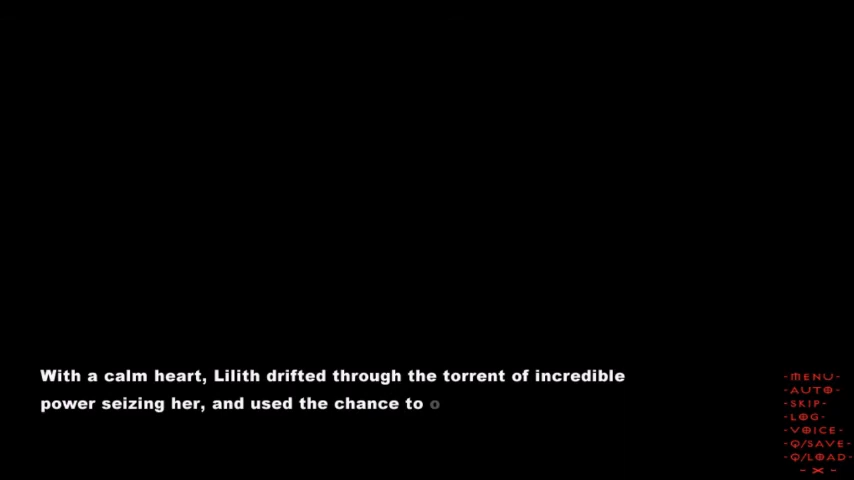 With a calm heart, Lilith drifted through the torrent of incredible
power seizing her, and used the chance to o
-MENU-
-AUTO-
-SKIP-
-LOG-
-VOICE-
-Q/SAVE-
-Q/LOAD-
-X-